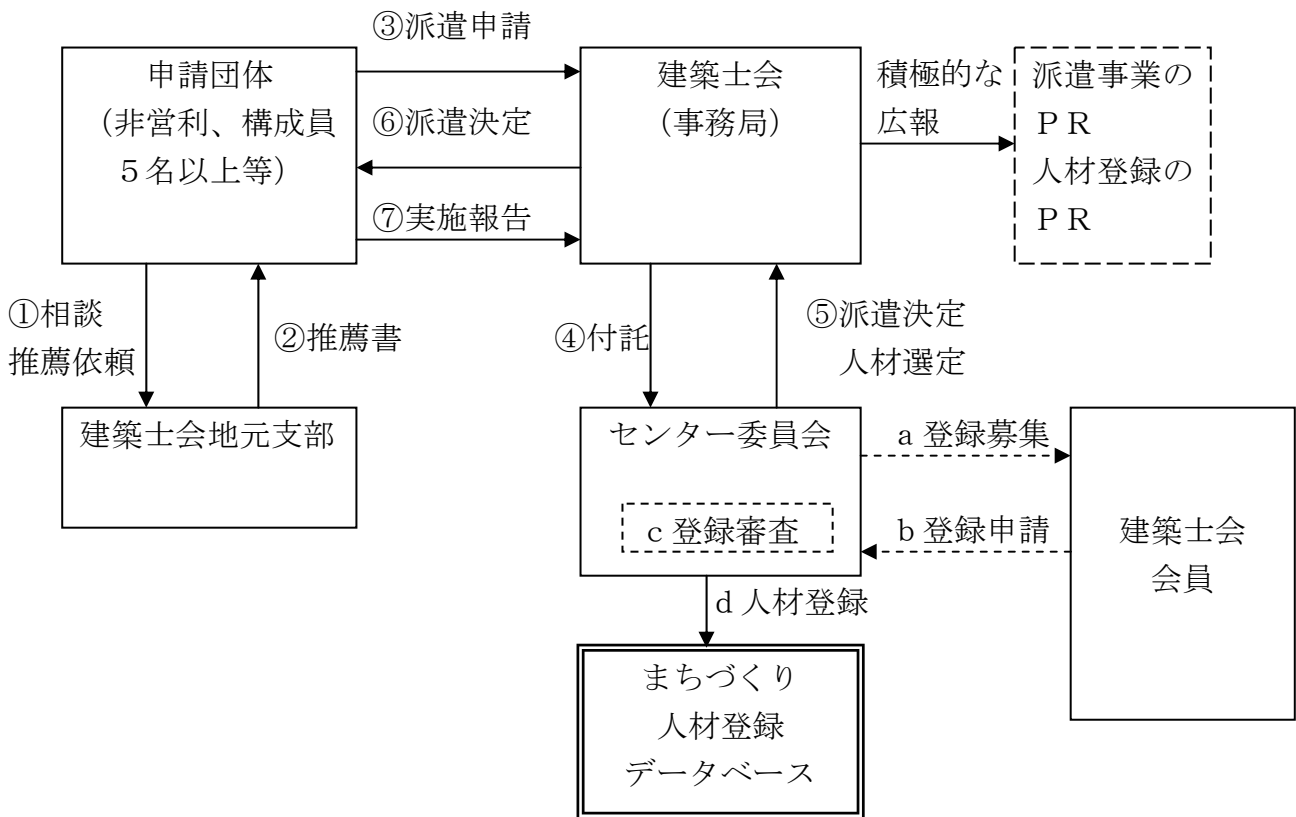 ③派遣申請
申請団体
(非営利、構成員
5名以上等)
⑥派遣決定
⑦実施報告
建築士会
(事務局)
積極的な
広報
派遣事業の
PR
人材登録の
PR
①相談
推薦依頼
②推薦書
④付託
⑤派遣決定
人材選定
建築士会地元支部
センター委員会
c 登録審査
a 登録募集
b 登録申請
建築士会
会員
d 人材登録
まちづくり
人材登録
データベース